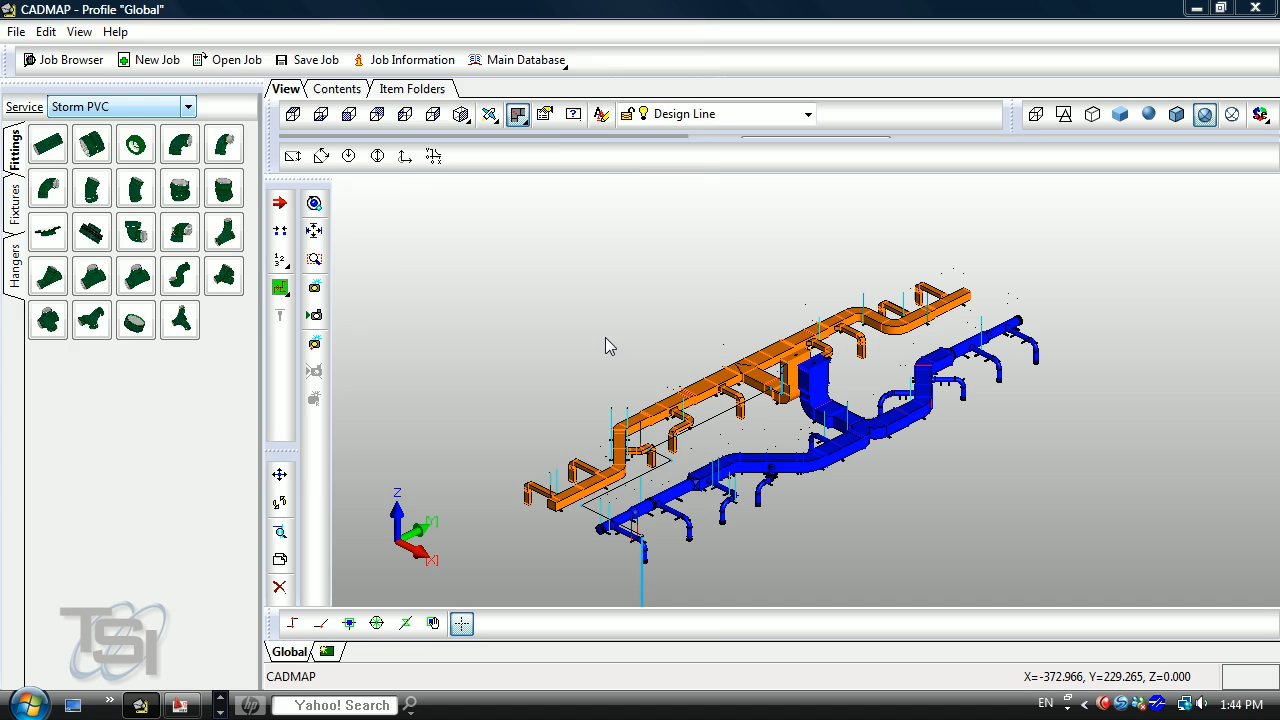 CADMAP - Profile "Global"
File Edit View Help
Job Browser New Job Open Job Save Job Job Information Main Database
Service Storm PVC
View Contents Item Folders
Design Line
Fittings
Fixtures
Hangers
Z
Y
X
TSI
Global
CADMAP
X=-372.966, Y=229.265, Z=0.000
Yahoo! Search
EN
1:44 PM